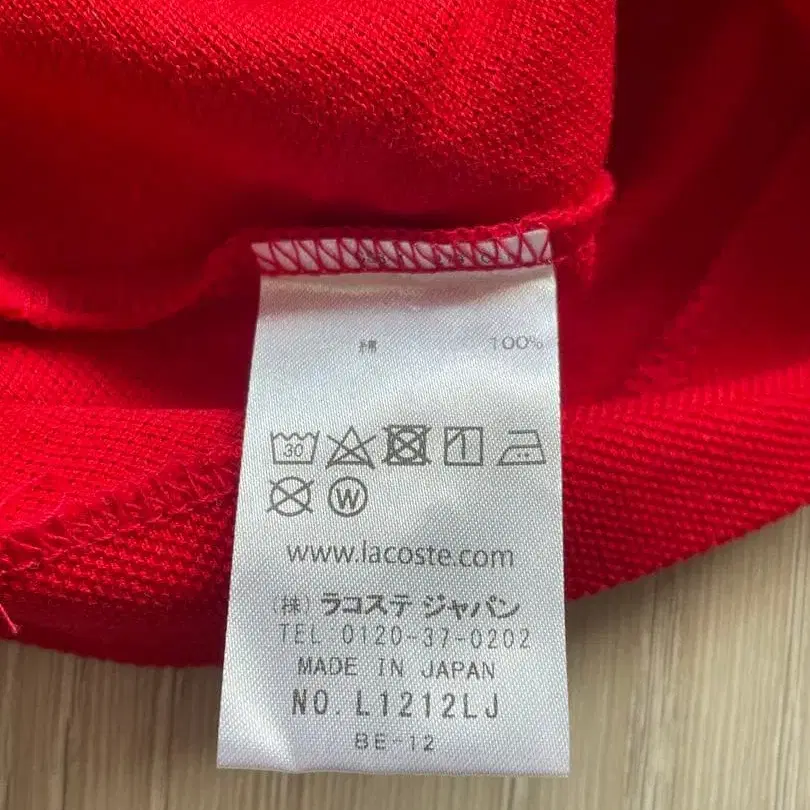 綿 100%
30
W
www.lacoste.com
(株) ラコステ ジャパン
TEL:0120-37-0202
MADE IN JAPAN
NO. L1212LJ
BE-12